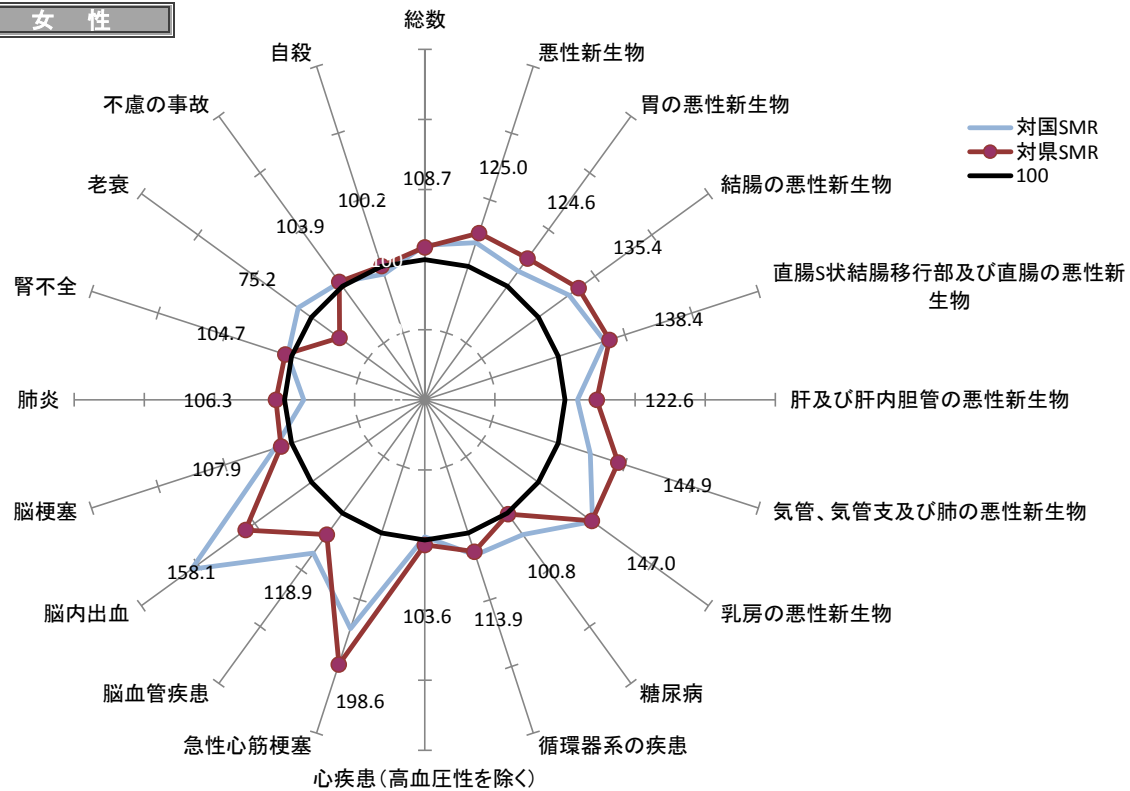 女 性
総数
自殺
悪性新生物
不慮の事故
胃の悪性新生物
対国SMR
対県SMR
100
老衰
結腸の悪性新生物
腎不全
直腸S状結腸移行部及び直腸の悪性新
生物
肺炎
肝及び肝内胆管の悪性新生物
脳梗塞
気管、気管支及び肺の悪性新生物
脳内出血
乳房の悪性新生物
脳血管疾患
糖尿病
急性心筋梗塞
循環器系の疾患
心疾患(高血圧性を除く)
108.7
125.0
124.6
135.4
138.4
122.6
144.9
147.0
100.8
113.9
103.6
198.6
118.9
158.1
107.9
106.3
104.7
75.2
103.9
100.2
100